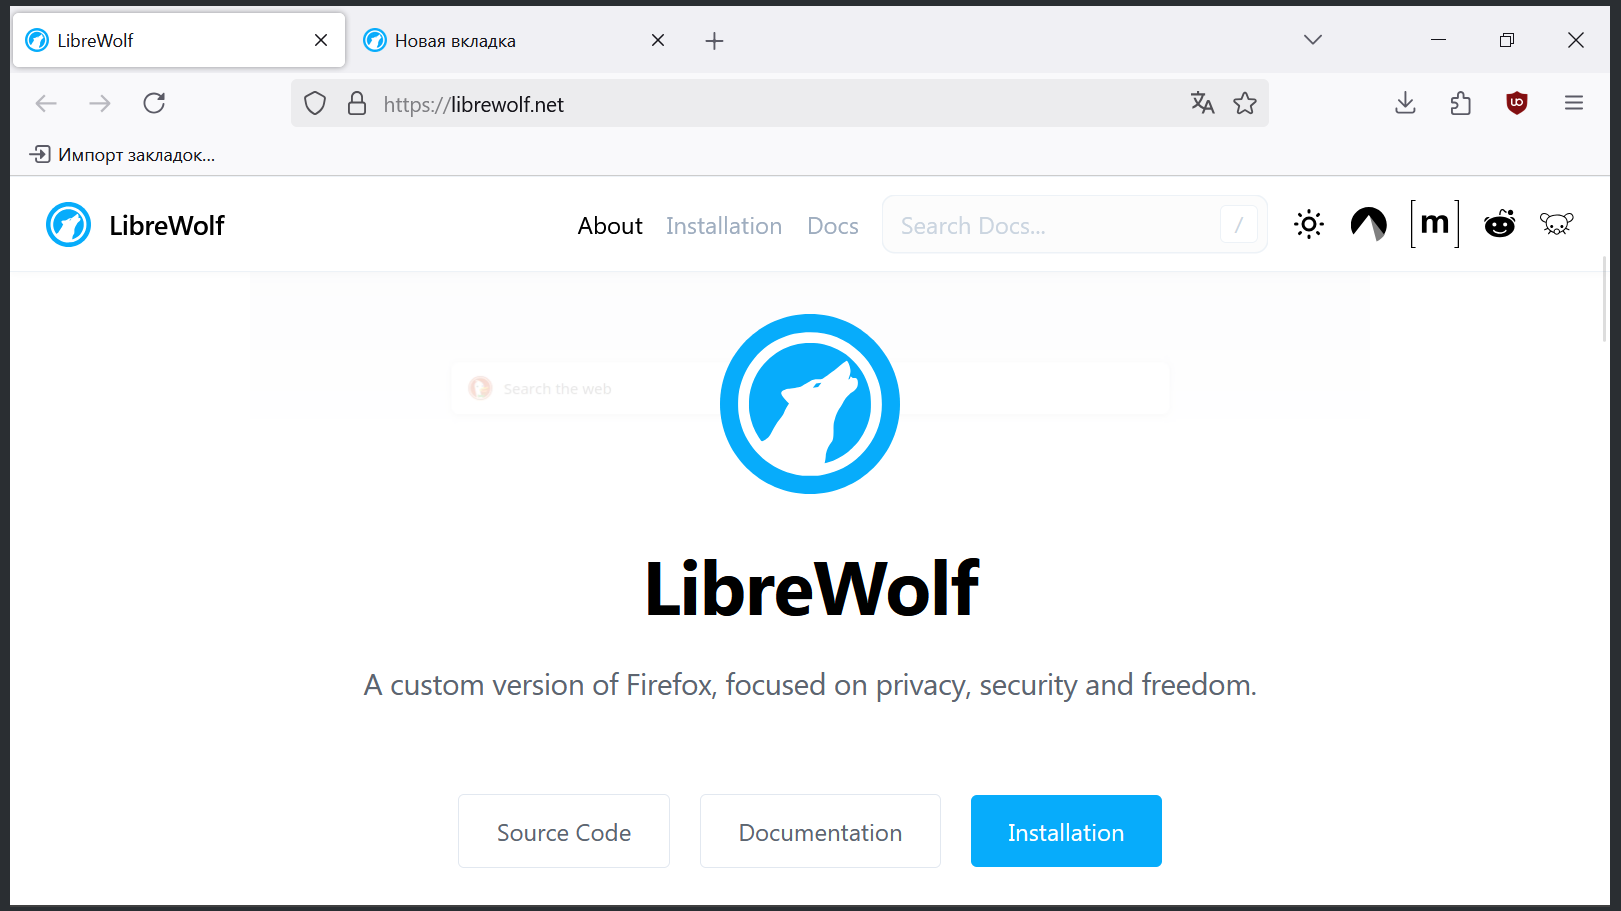 LibreWolf
Новая вкладка
https://librewolf.net
Импорт закладок...
LibreWolf
About
Installation
Docs
Search Docs...
/
[m]
Search the web
LibreWolf
A custom version of Firefox, focused on privacy, security and freedom.
Source Code
Documentation
Installation